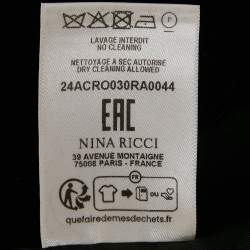 P
LAVAGE INTERDIT
NO CLEANING
NETTOYAGE A SEC AUTORISE
DRY CLEANING ALLOWED
24ACRO030RA0044
EAC
NINA RICCI
39 AVENUE MONTAIGNE
75008 PARIS - FRANCE
FR
quefairedemesdechets.fr